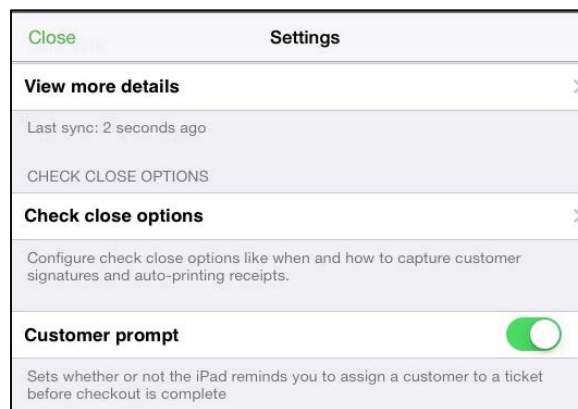 Close
Settings
View more details
Last sync: 2 seconds ago
CHECK CLOSE OPTIONS
Check close options
Configure check close options like when and how to capture customer
signatures and auto-printing receipts.
Customer prompt
Sets whether or not the iPad reminds you to assign a customer to a ticket
before checkout is complete